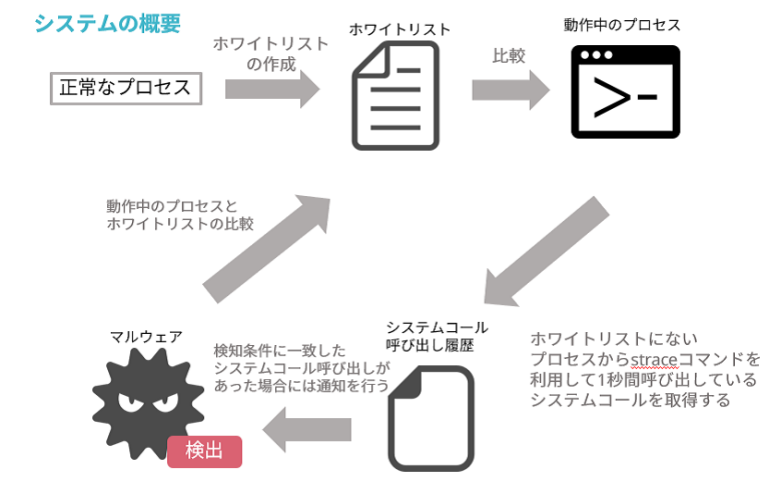 システムの概要
正常なプロセス
ホワイトリスト
の作成
ホワイトリスト
比較
動作中のプロセス
>-
動作中のプロセスと
ホワイトリストの比較
マルウェア
検出
検知条件に一致した
システムコール呼び出しが
あった場合には通知を行う
システムコール
呼び出し履歴
ホワイトリストにない
プロセスからstraceコマンドを
利用して1秒間呼び出している
システムコールを取得する